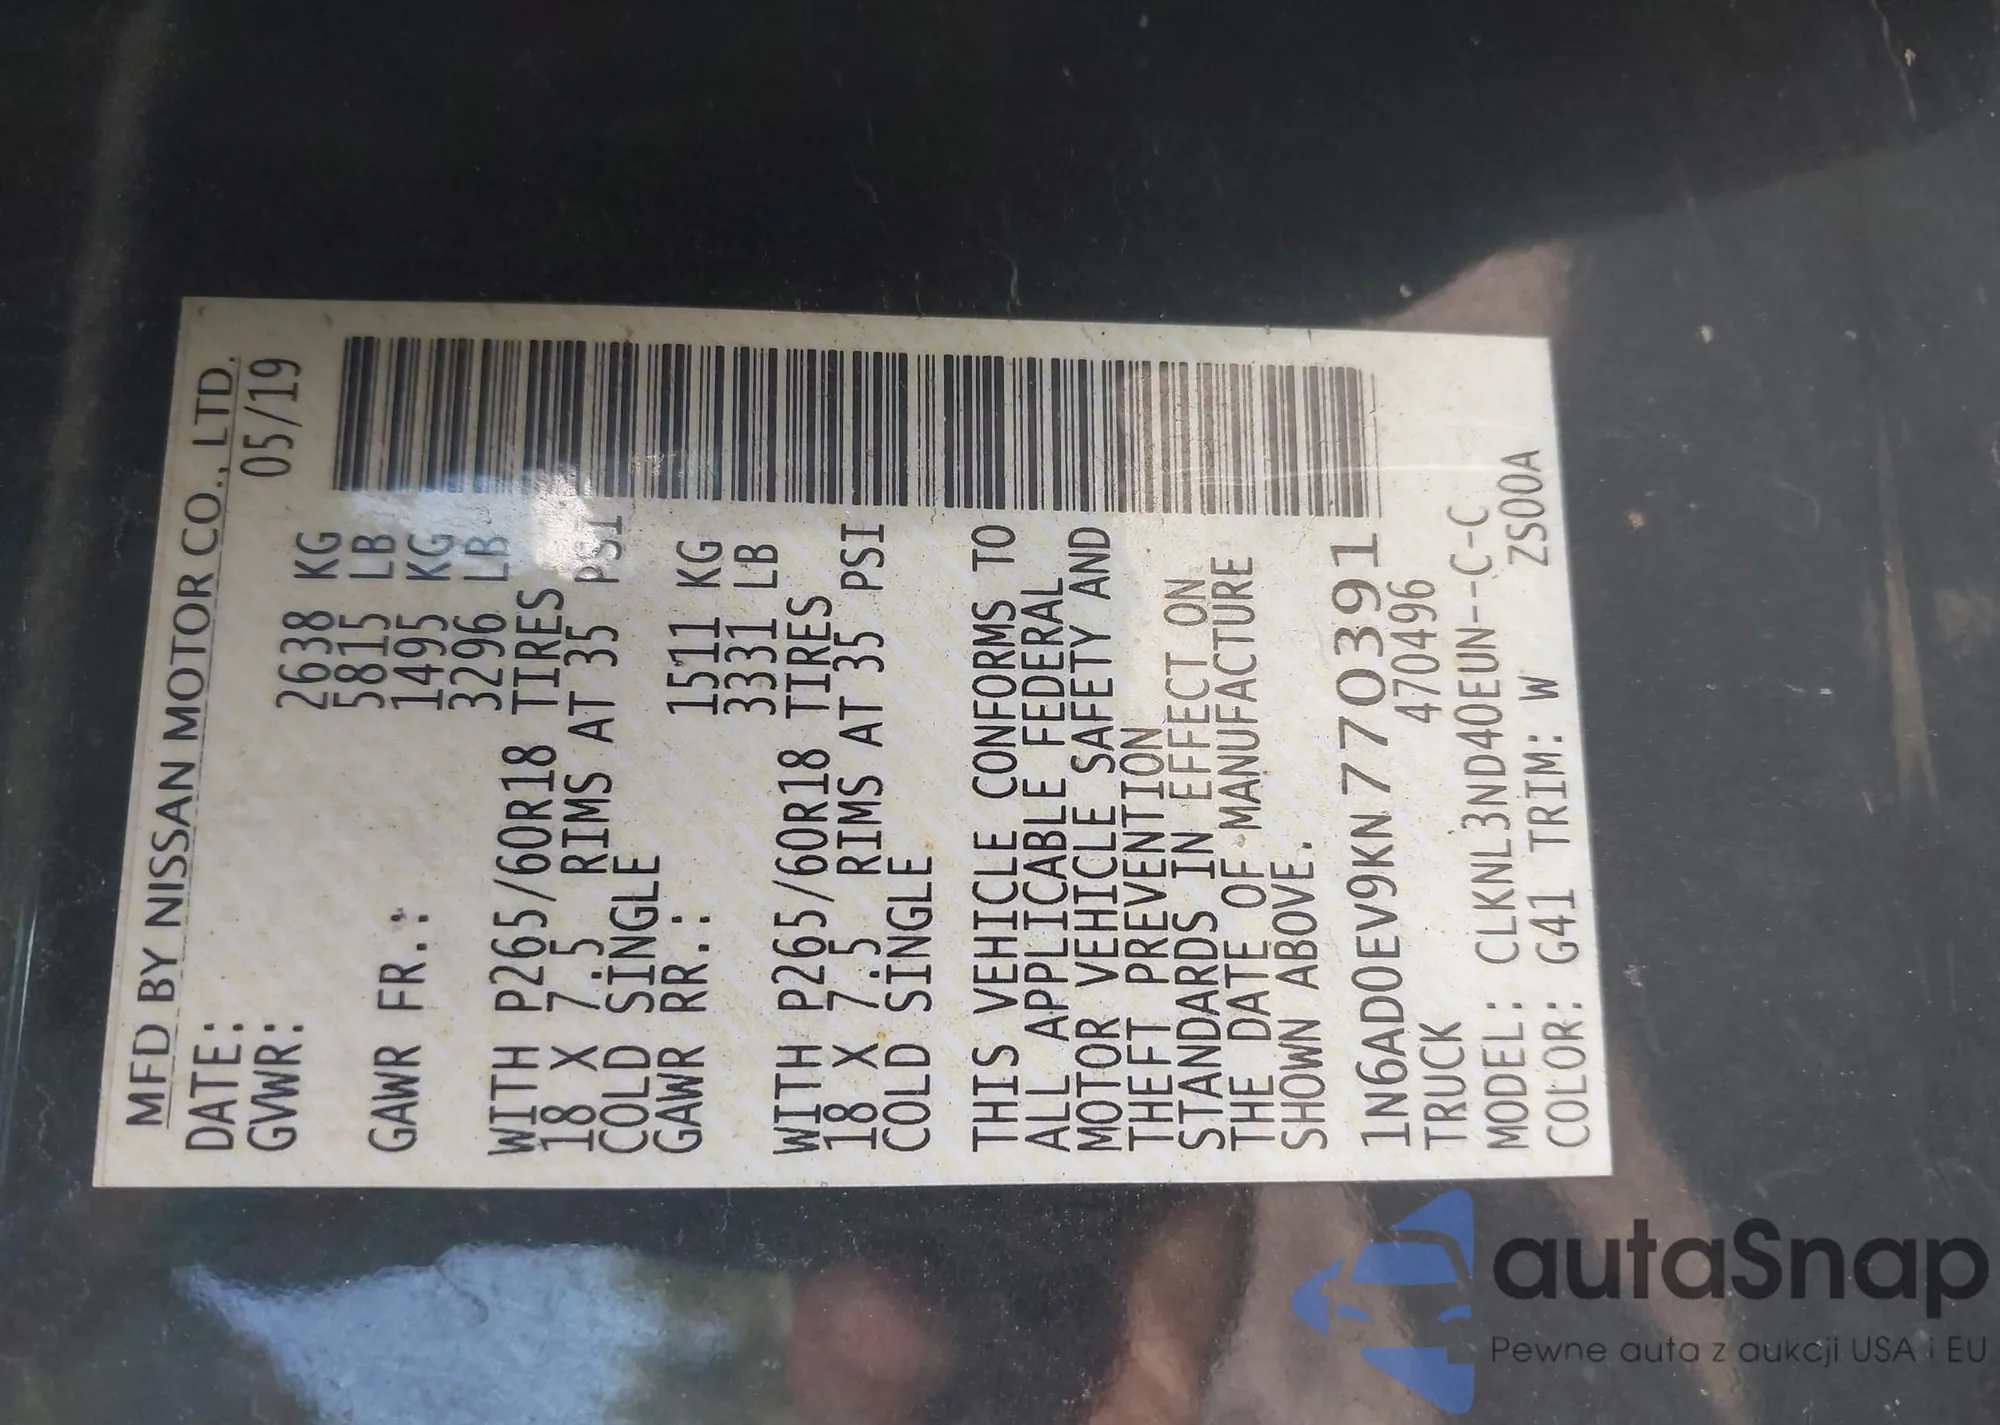 MFD BY NISSAN MOTOR CO., LTD.
DATE: 05/19
GVWR: 2638 KG
5815 LB
GAWR FR.: 1495 KG
3296 LB
WITH P265/60R18 TIRES
18 X 7.5 RIMS AT 35 PSI
COLD SINGLE
GAWR RR.: 1511 KG
3331 LB
WITH P265/60R18 TIRES
18 X 7.5 RIMS AT 35 PSI
COLD SINGLE
THIS VEHICLE CONFORMS TO
ALL APPLICABLE FEDERAL
MOTOR VEHICLE SAFETY AND
THEFT PREVENTION
STANDARDS IN EFFECT ON
THE DATE OF MANUFACTURE
SHOWN ABOVE.
1N6AD0EV9KN770391
TRUCK 470496
MODEL: CLKNL3ND40EUN--C-C
COLOR: G41 TRIM: W ZS00A
autaSnap
Pewne auta z aukcji USA i EU